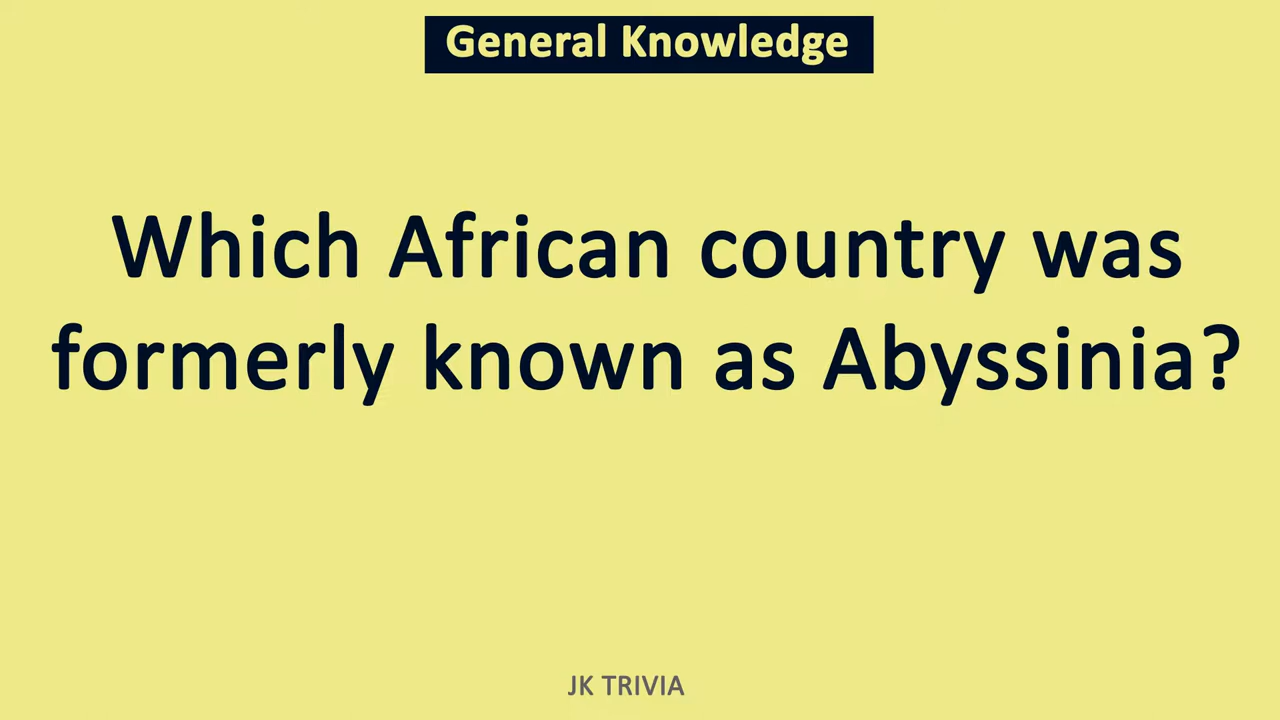 General Knowledge
Which African country was
formerly known as Abyssinia?
JK TRIVIA